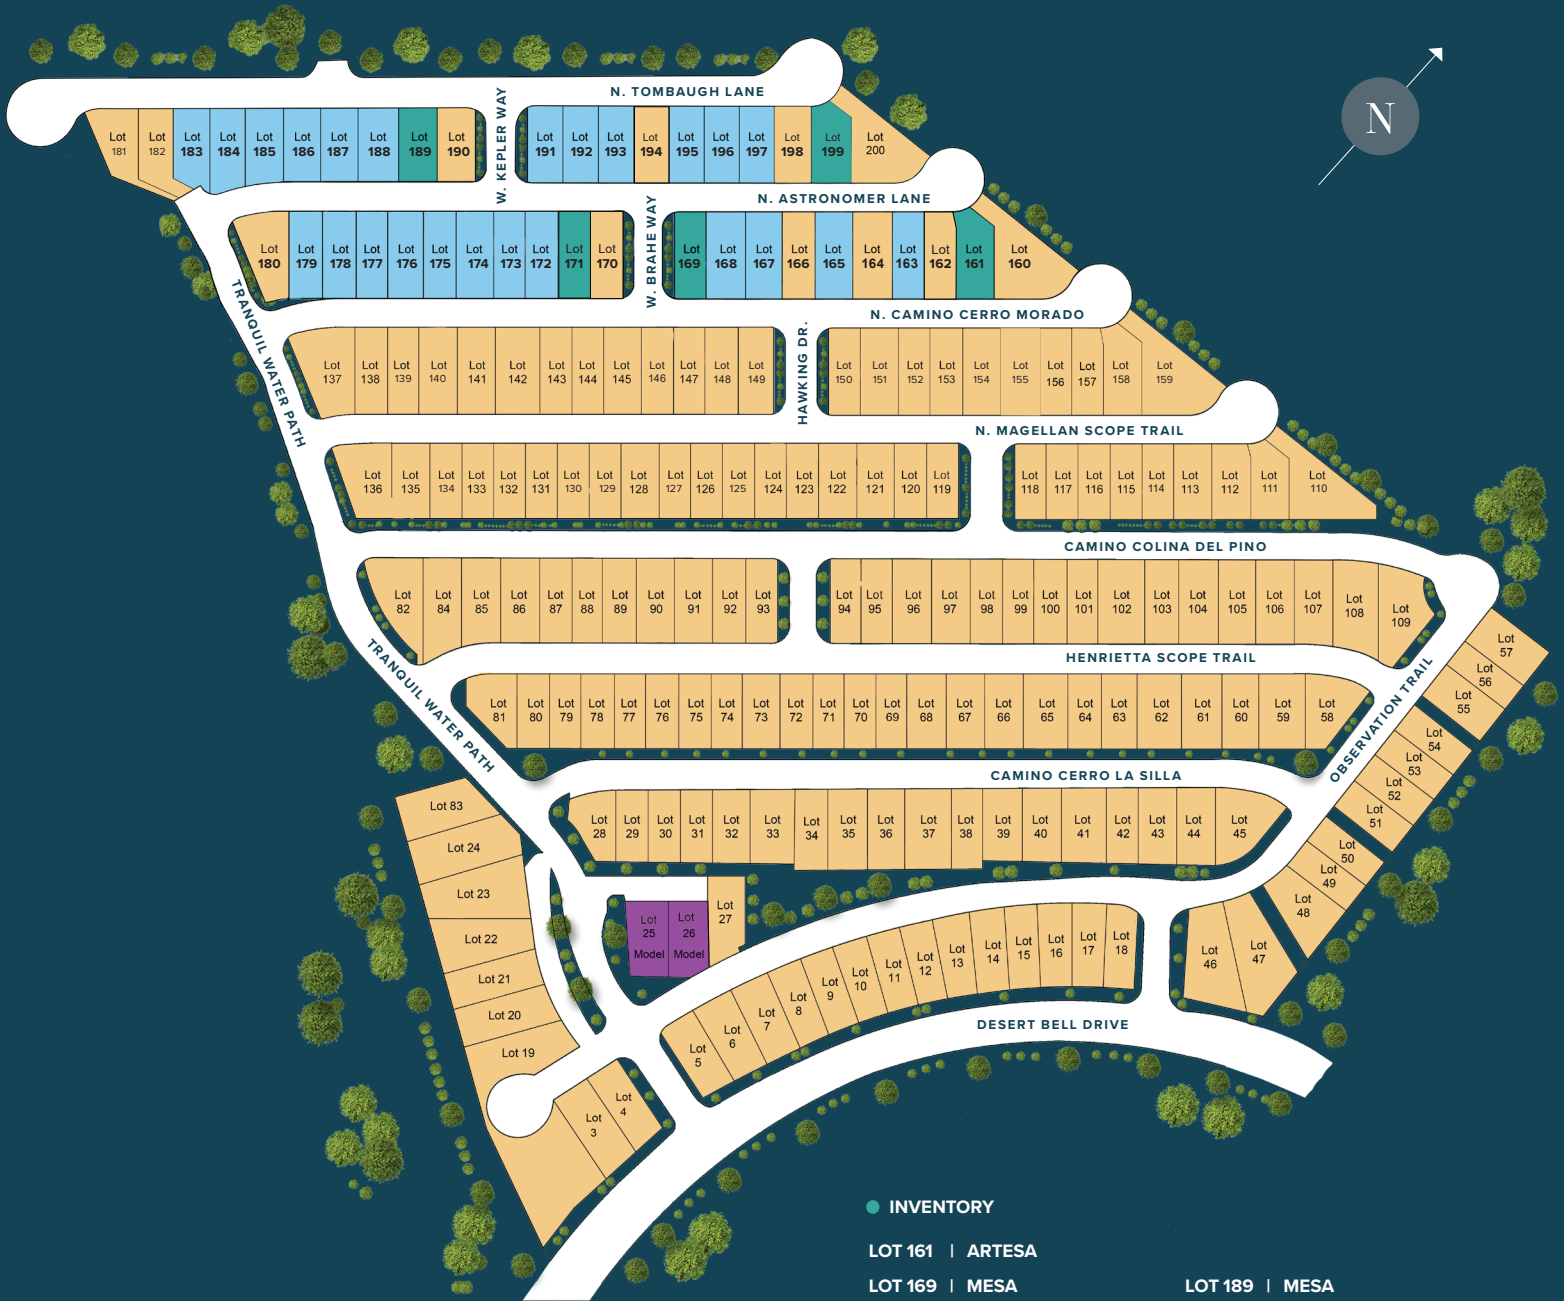 N
N. TOMBAUGH LANE
W. KEPLER WAY
Lot 181
Lot 182
Lot 183
Lot 184
Lot 185
Lot 186
Lot 187
Lot 188
Lot 189
Lot 190
Lot 191
Lot 192
Lot 193
Lot 194
Lot 195
Lot 196
Lot 197
Lot 198
Lot 199
Lot 200
N. ASTRONOMER LANE
W. BRAHE WAY
Lot 180
Lot 179
Lot 178
Lot 177
Lot 176
Lot 175
Lot 174
Lot 173
Lot 172
Lot 171
Lot 170
Lot 169
Lot 168
Lot 167
Lot 166
Lot 165
Lot 164
Lot 163
Lot 162
Lot 161
Lot 160
TRANQUIL WATER PATH
N. CAMINO CERRO MORADO
HAWKING DR.
Lot 137
Lot 138
Lot 139
Lot 140
Lot 141
Lot 142
Lot 143
Lot 144
Lot 145
Lot 146
Lot 147
Lot 148
Lot 149
Lot 150
Lot 151
Lot 152
Lot 153
Lot 154
Lot 155
Lot 156
Lot 157
Lot 158
Lot 159
N. MAGELLAN SCOPE TRAIL
Lot 136
Lot 135
Lot 134
Lot 133
Lot 132
Lot 131
Lot 130
Lot 129
Lot 128
Lot 127
Lot 126
Lot 125
Lot 124
Lot 123
Lot 122
Lot 121
Lot 120
Lot 119
Lot 118
Lot 117
Lot 116
Lot 115
Lot 114
Lot 113
Lot 112
Lot 111
Lot 110
CAMINO COLINA DEL PINO
Lot 82
Lot 84
Lot 85
Lot 86
Lot 87
Lot 88
Lot 89
Lot 90
Lot 91
Lot 92
Lot 93
Lot 94
Lot 95
Lot 96
Lot 97
Lot 98
Lot 99
Lot 100
Lot 101
Lot 102
Lot 103
Lot 104
Lot 105
Lot 106
Lot 107
Lot 108
Lot 109
HENRIETTA SCOPE TRAIL
TRANQUIL WATER PATH
OBSERVATION TRAIL
Lot 57
Lot 56
Lot 55
Lot 54
Lot 53
Lot 52
Lot 51
Lot 50
Lot 49
Lot 48
Lot 81
Lot 80
Lot 79
Lot 78
Lot 77
Lot 76
Lot 75
Lot 74
Lot 73
Lot 72
Lot 71
Lot 70
Lot 69
Lot 68
Lot 67
Lot 66
Lot 65
Lot 64
Lot 63
Lot 62
Lot 61
Lot 60
Lot 59
Lot 58
CAMINO CERRO LA SILLA
Lot 28
Lot 29
Lot 30
Lot 31
Lot 32
Lot 33
Lot 34
Lot 35
Lot 36
Lot 37
Lot 38
Lot 39
Lot 40
Lot 41
Lot 42
Lot 43
Lot 44
Lot 45
Lot 83
Lot 24
Lot 23
Lot 22
Lot 21
Lot 20
Lot 19
Lot 25 Model
Lot 26 Model
Lot 27
Lot 3
Lot 4
Lot 5
Lot 6
Lot 7
Lot 8
Lot 9
Lot 10
Lot 11
Lot 12
Lot 13
Lot 14
Lot 15
Lot 16
Lot 17
Lot 18
Lot 46
Lot 47
DESERT BELL DRIVE
INVENTORY
LOT 161 | ARTESA
LOT 169 | MESA
LOT 189 | MESA